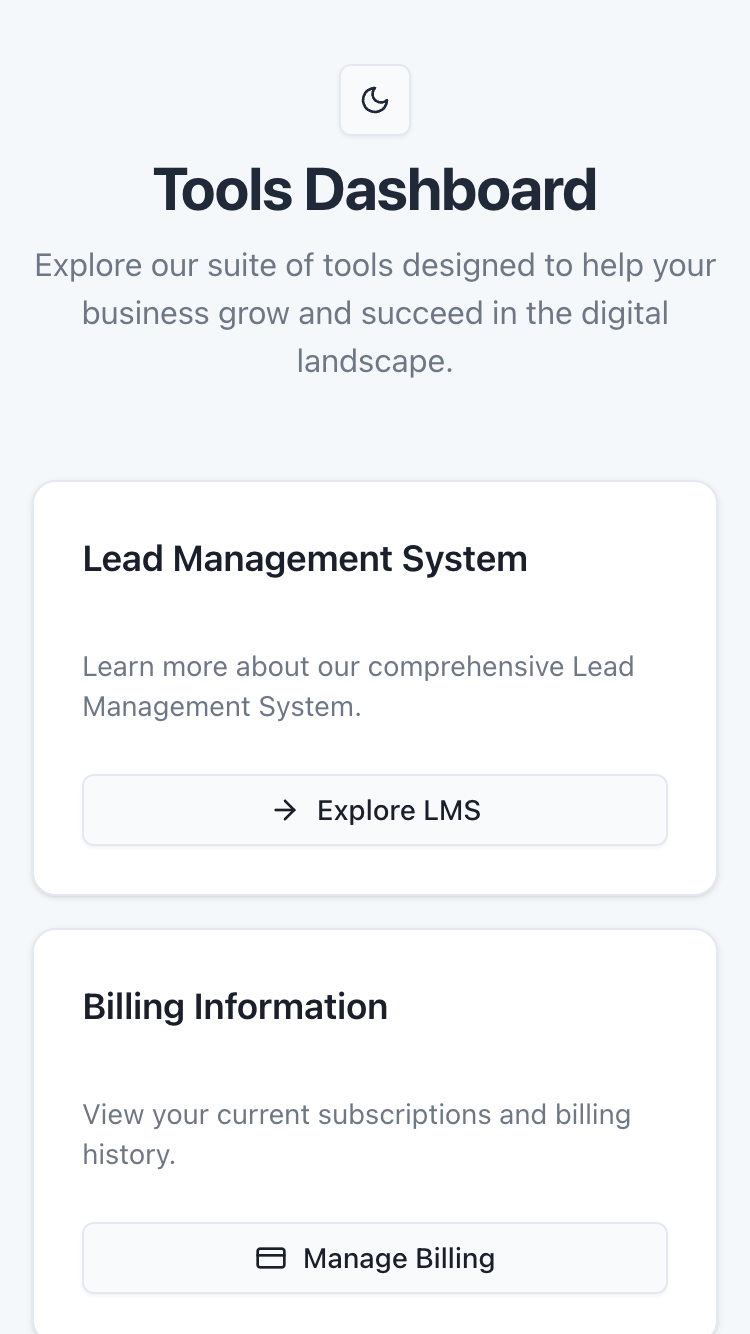 Tools Dashboard
Explore our suite of tools designed to help your
business grow and succeed in the digital
landscape.
Lead Management System
Learn more about our comprehensive Lead
Management System.
Explore LMS
Billing Information
View your current subscriptions and billing
history.
Manage Billing